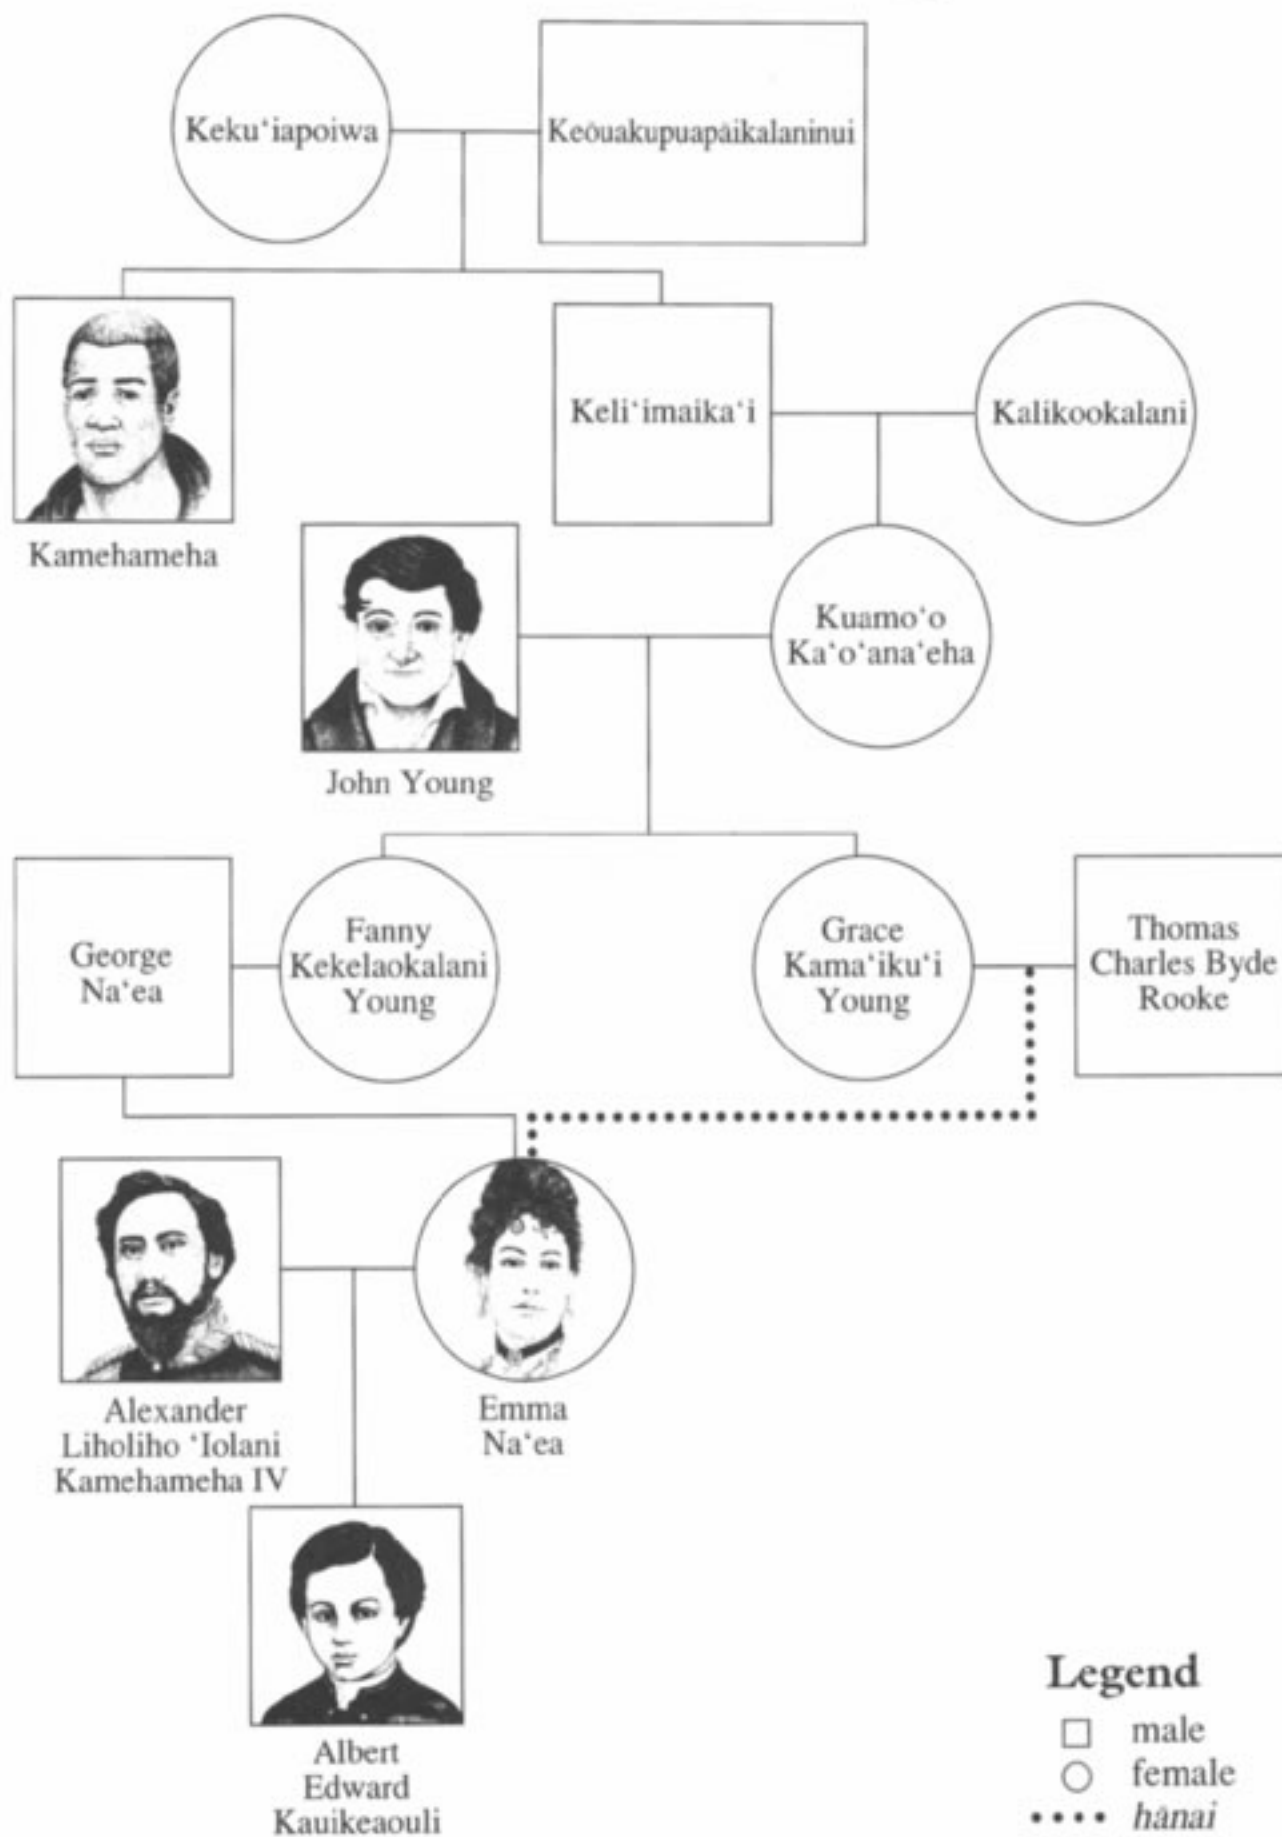 Keku‘iapoiwa
Keōuakupuapāikalaninui
Kamehameha
Keli‘imaika‘i
Kalikookalani
John Young
Kuamo‘o
Ka‘o‘ana‘eha
George
Na‘ea
Fanny
Kekelaokalani
Young
Grace
Kama‘iku‘i
Young
Thomas
Charles Byde
Rooke
Alexander
Liholiho ‘Iolani
Kamehameha IV
Emma
Na‘ea
Albert
Edward
Kauikeaouli
Legend
male
female
hānai